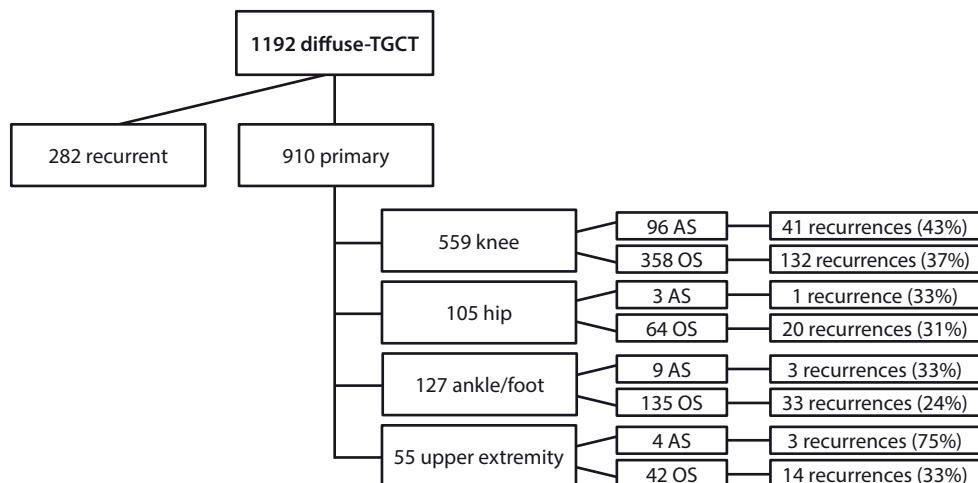 1192 diffuse-TGCT
282 recurrent
910 primary
559 knee
96 AS
41 recurrences (43%)
358 OS
132 recurrences (37%)
105 hip
3 AS
1 recurrence (33%)
64 OS
20 recurrences (31%)
127 ankle/foot
9 AS
3 recurrences (33%)
135 OS
33 recurrences (24%)
55 upper extremity
4 AS
3 recurrences (75%)
42 OS
14 recurrences (33%)